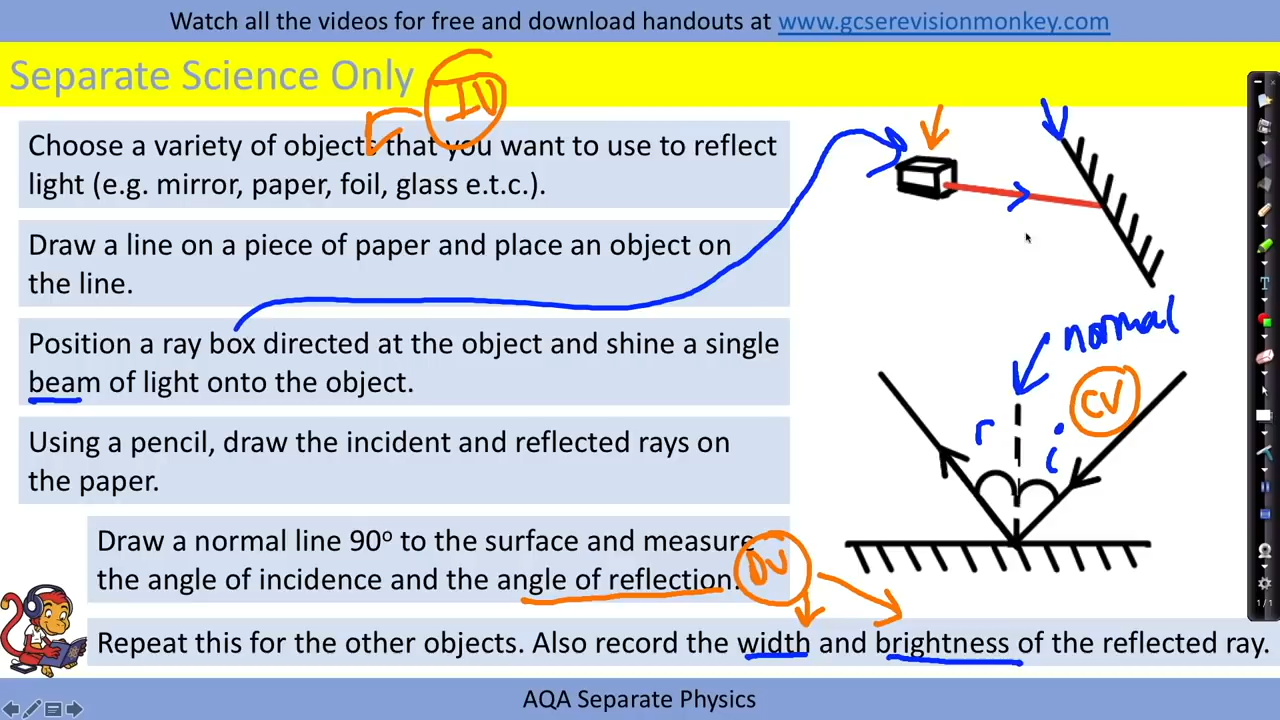 Watch all the videos for free and download handouts at www.gcserevisionmonkey.com
Separate Science Only
IV
Choose a variety of objects that you want to use to reflect
light (e.g. mirror, paper, foil, glass e.t.c.).
Draw a line on a piece of paper and place an object on
the line.
Position a ray box directed at the object and shine a single
beam of light onto the object.
Using a pencil, draw the incident and reflected rays on
the paper.
Draw a normal line 90° to the surface and measure
the angle of incidence and the angle of reflection.
DV
Repeat this for the other objects. Also record the width and brightness of the reflected ray.
normal
CV
r
i
1/1
AQA Separate Physics